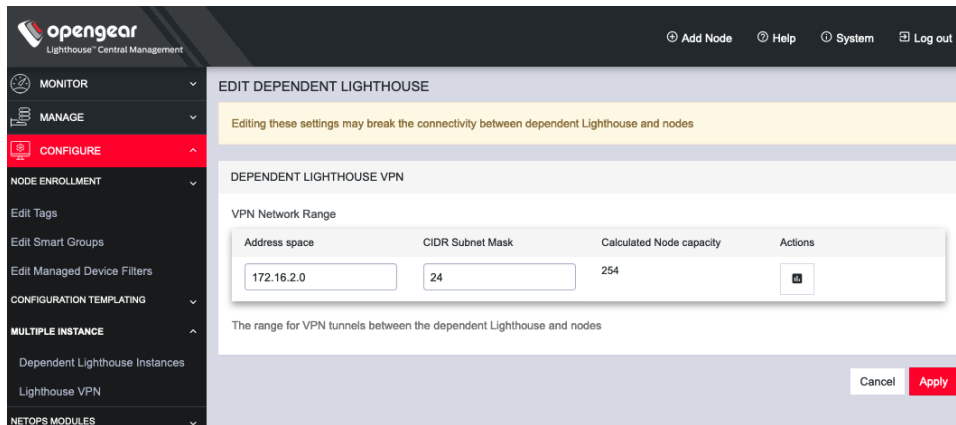 opengear
Lighthouse™ Central Management
Add Node Help System Log out
MONITOR
MANAGE
CONFIGURE
NODE ENROLLMENT
Edit Tags
Edit Smart Groups
Edit Managed Device Filters
CONFIGURATION TEMPLATING
MULTIPLE INSTANCE
Dependent Lighthouse Instances
Lighthouse VPN
NETOPS MODULES
EDIT DEPENDENT LIGHTHOUSE
Editing these settings may break the connectivity between dependent Lighthouse and nodes
DEPENDENT LIGHTHOUSE VPN
VPN Network Range
Address space CIDR Subnet Mask Calculated Node capacity Actions
172.16.2.0 24 254
The range for VPN tunnels between the dependent Lighthouse and nodes
Cancel Apply